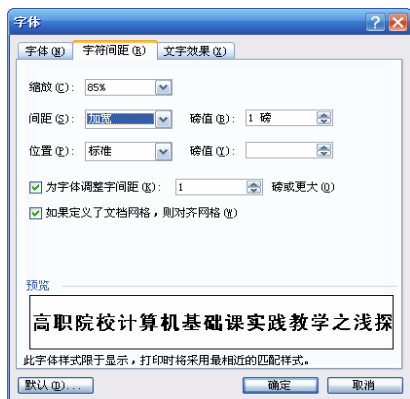 字体
字体(N) 字符间距(R) 文字效果(X)
缩放(C): 85%
间距(S): 加宽 磅值(B): 1 磅
位置(P): 标准 磅值(Y):
为字体调整字间距(K): 1 磅或更大(O)
如果定义了文档网格，则对齐网格(W)
预览
高职院校计算机基础课实践教学之浅探
此字体样式限于显示，打印时将采用最相近的匹配样式。
默认(D)... 确定 取消